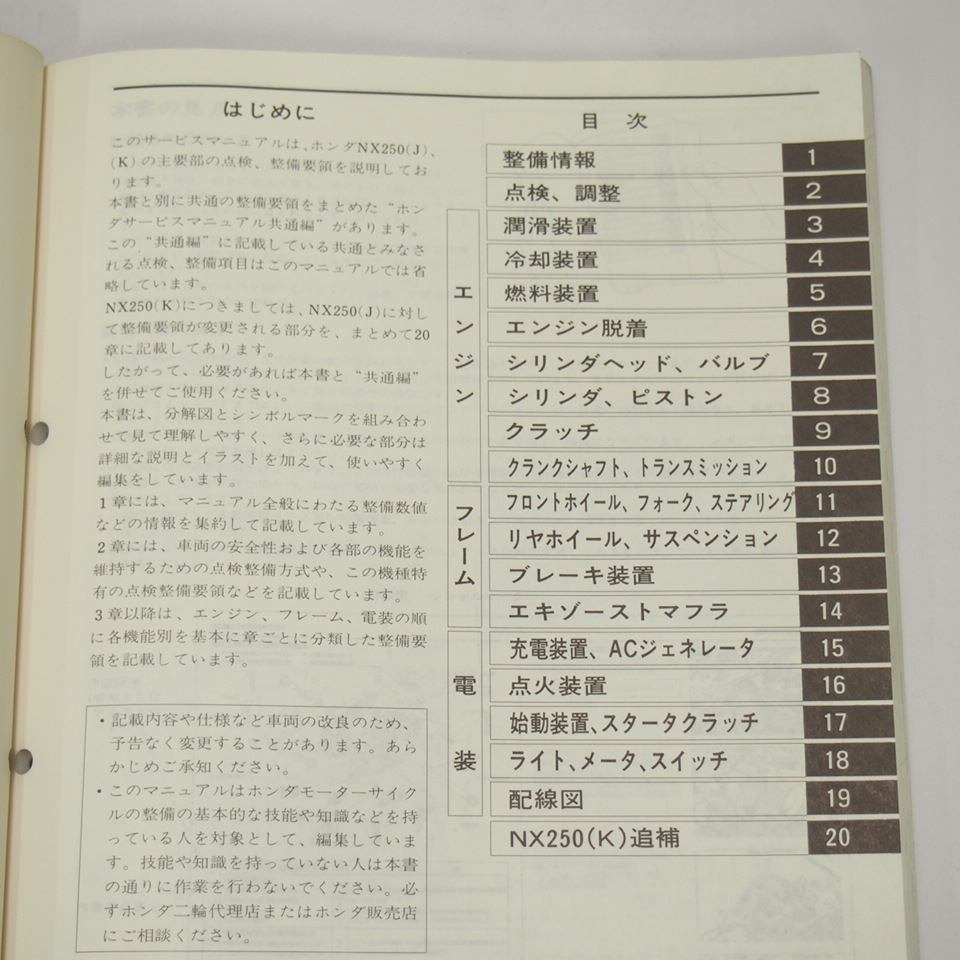 はじめに
このサービスマニュアルは、ホンダNX250(J)、
(K)の主要部の点検、整備要領を説明してお
ります。
本書と別に共通の整備要領をまとめた“ホン
ダサービスマニュアル共通編”があります。
この“共通編”に記載している共通とみなさ
れる点検、整備項目はこのマニュアルでは省
略しています。
NX250(K)につきましては、NX250(J)に対し
て整備要領が変更される部分を、まとめて20
章に記載してあります。
したがって、必要があれば本書と“共通編”
を併せてご使用ください。
本書は、分解図とシンボルマークを組み合わ
せて見て理解しやすく、さらに必要な部分は
詳細な説明とイラストを加えて、使いやすく
編集をしています。
1章には、マニュアル全般にわたる整備数値
などの情報を集約して記載しています。
2章には、車両の安全性および各部の機能を
維持するための点検整備方式や、この機種特
有の点検整備要領などを記載しています。
3章以降は、エンジン、フレーム、電装の順
に各機能別を基本に章ごとに分類した整備要
領を記載しています。
・記載内容や仕様など車両の改良のため、
予告なく変更することがあります。あら
かじめご承知ください。
・このマニュアルはホンダモーターサイク
ルの整備の基本的な技能や知識などを持
っている人を対象として、編集していま
す。技能や知識を持っていない人は本書
の通りに作業を行わないでください。必
ずホンダ二輪代理店またはホンダ販売店
にご相談ください。
目 次
整備情報 1
点検、調整 2
エンジン
潤滑装置 3
冷却装置 4
燃料装置 5
エンジン脱着 6
シリンダヘッド、バルブ 7
シリンダ、ピストン 8
クラッチ 9
クランクシャフト、トランスミッション 10
フレーム
フロントホイール、フォーク、ステアリング 11
リヤホイール、サスペンション 12
ブレーキ装置 13
エキゾーストマフラ 14
電装
充電装置、ACジェネレータ 15
点火装置 16
始動装置、スタータクラッチ 17
ライト、メータ、スイッチ 18
配線図 19
NX250(K)追補 20